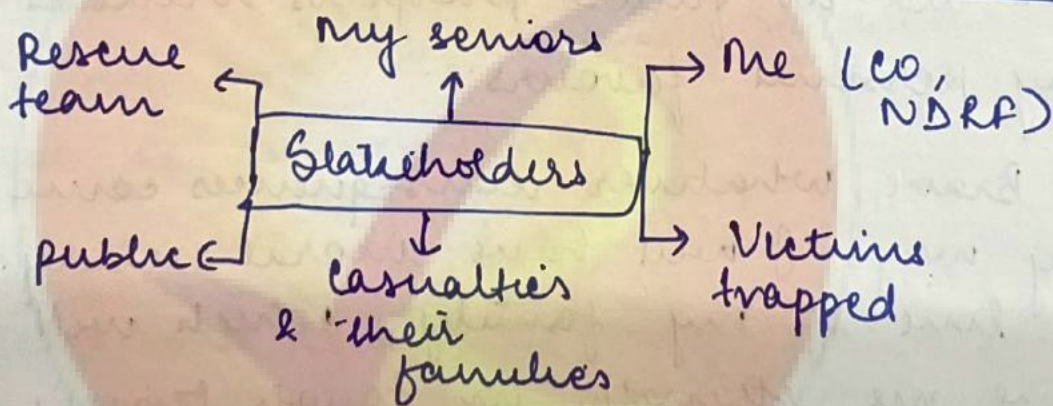 My seniors
Rescue team
Me (CO, NDRF)
Stakeholders
public
Casualties & their families
Victims trapped